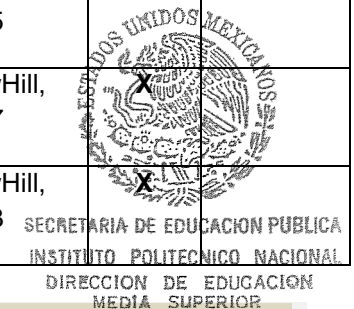 5
ESTADOS UNIDOS MEXICANOS
Hill,
X
7
Hill,
X
3
SECRETARIA DE EDUCACION PUBLICA
INSTITUTO POLITECNICO NACIONAL
DIRECCION DE EDUCACION
MEDIA SUPERIOR